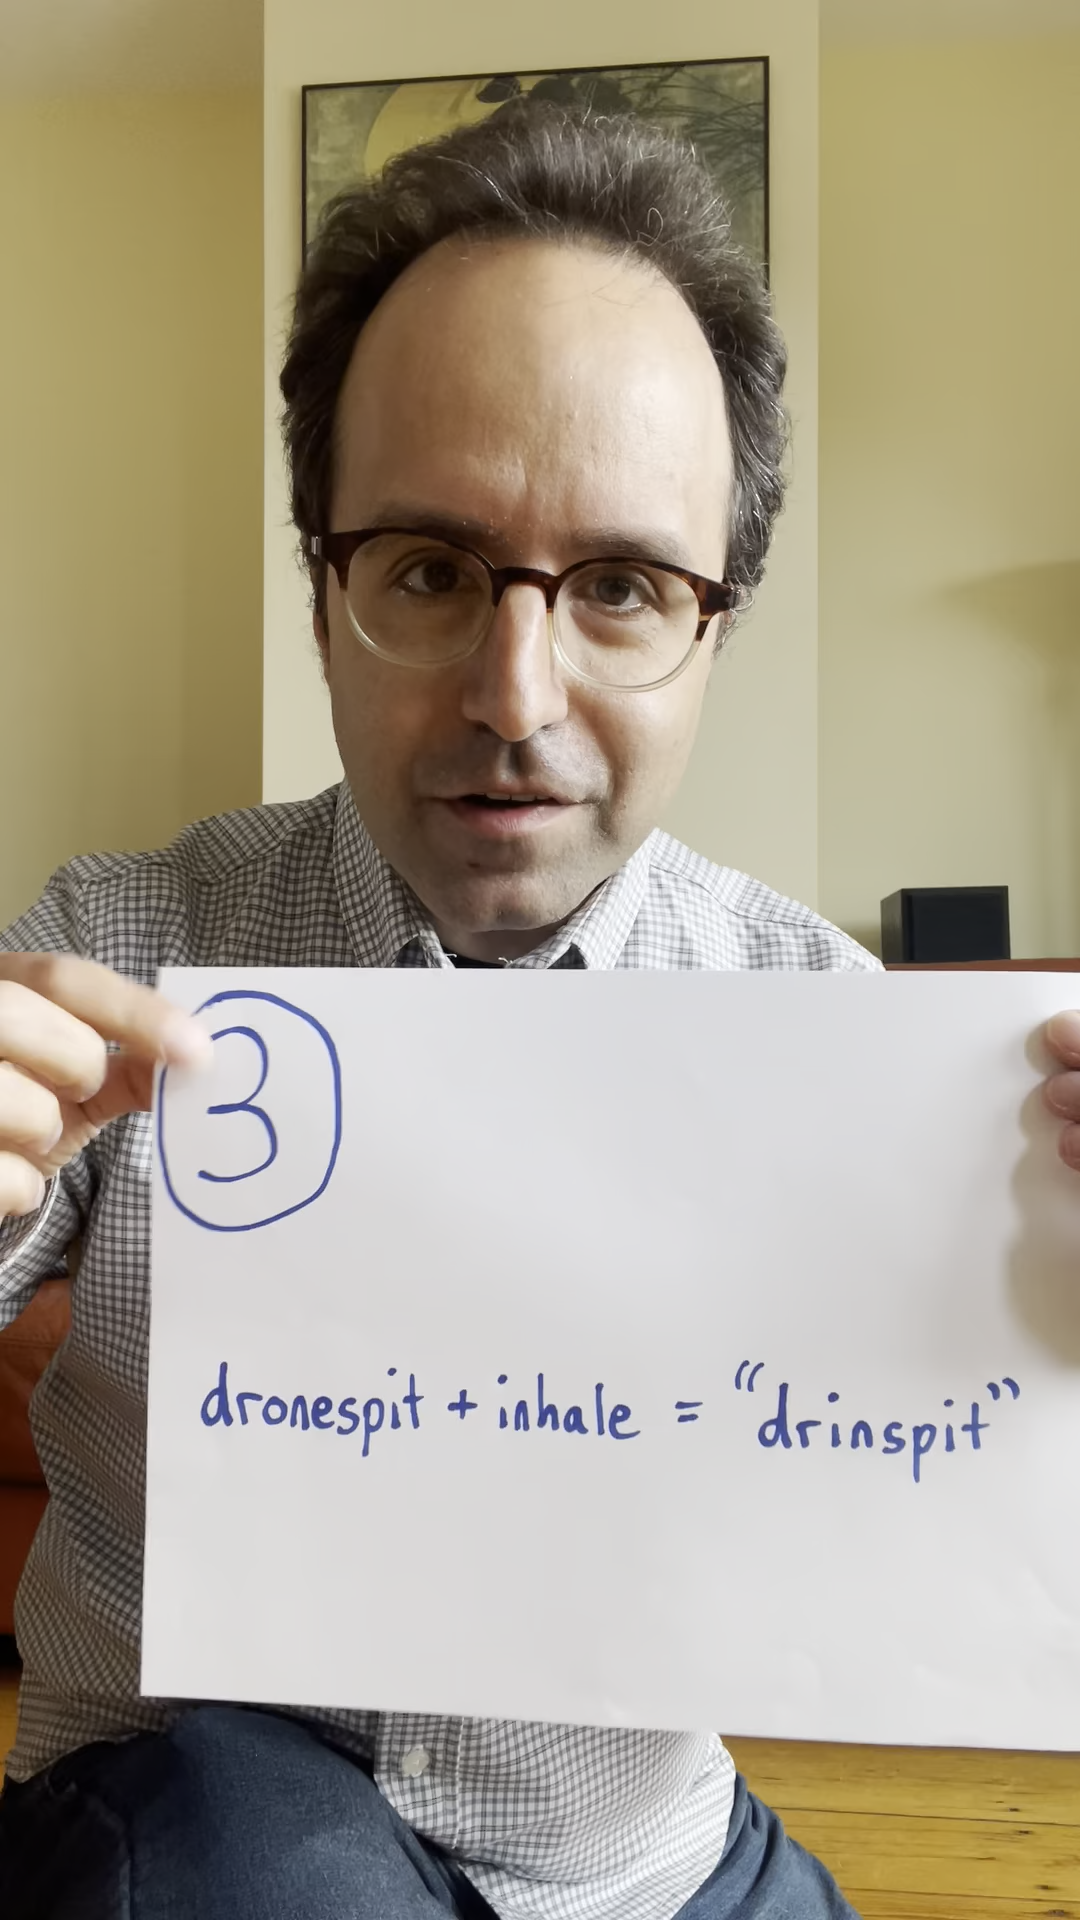 3
dronespit + inhale = “drinspit”